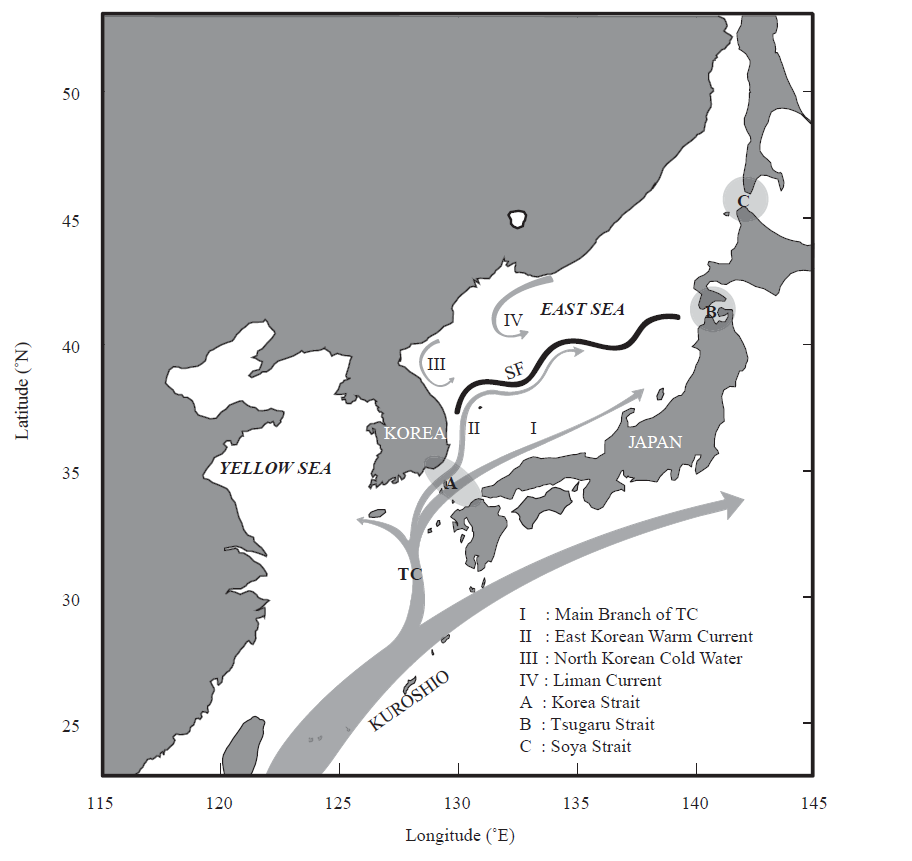 50
45
40
35
30
25
Latitude (˚N)
C
B
EAST SEA
IV
III
SF
KOREA
II
I
JAPAN
YELLOW SEA
A
TC
KUROSHIO
I : Main Branch of TC
II : East Korean Warm Current
III : North Korean Cold Water
IV : Liman Current
A : Korea Strait
B : Tsugaru Strait
C : Soya Strait
115 120 125 130 135 140 145
Longitude (˚E)